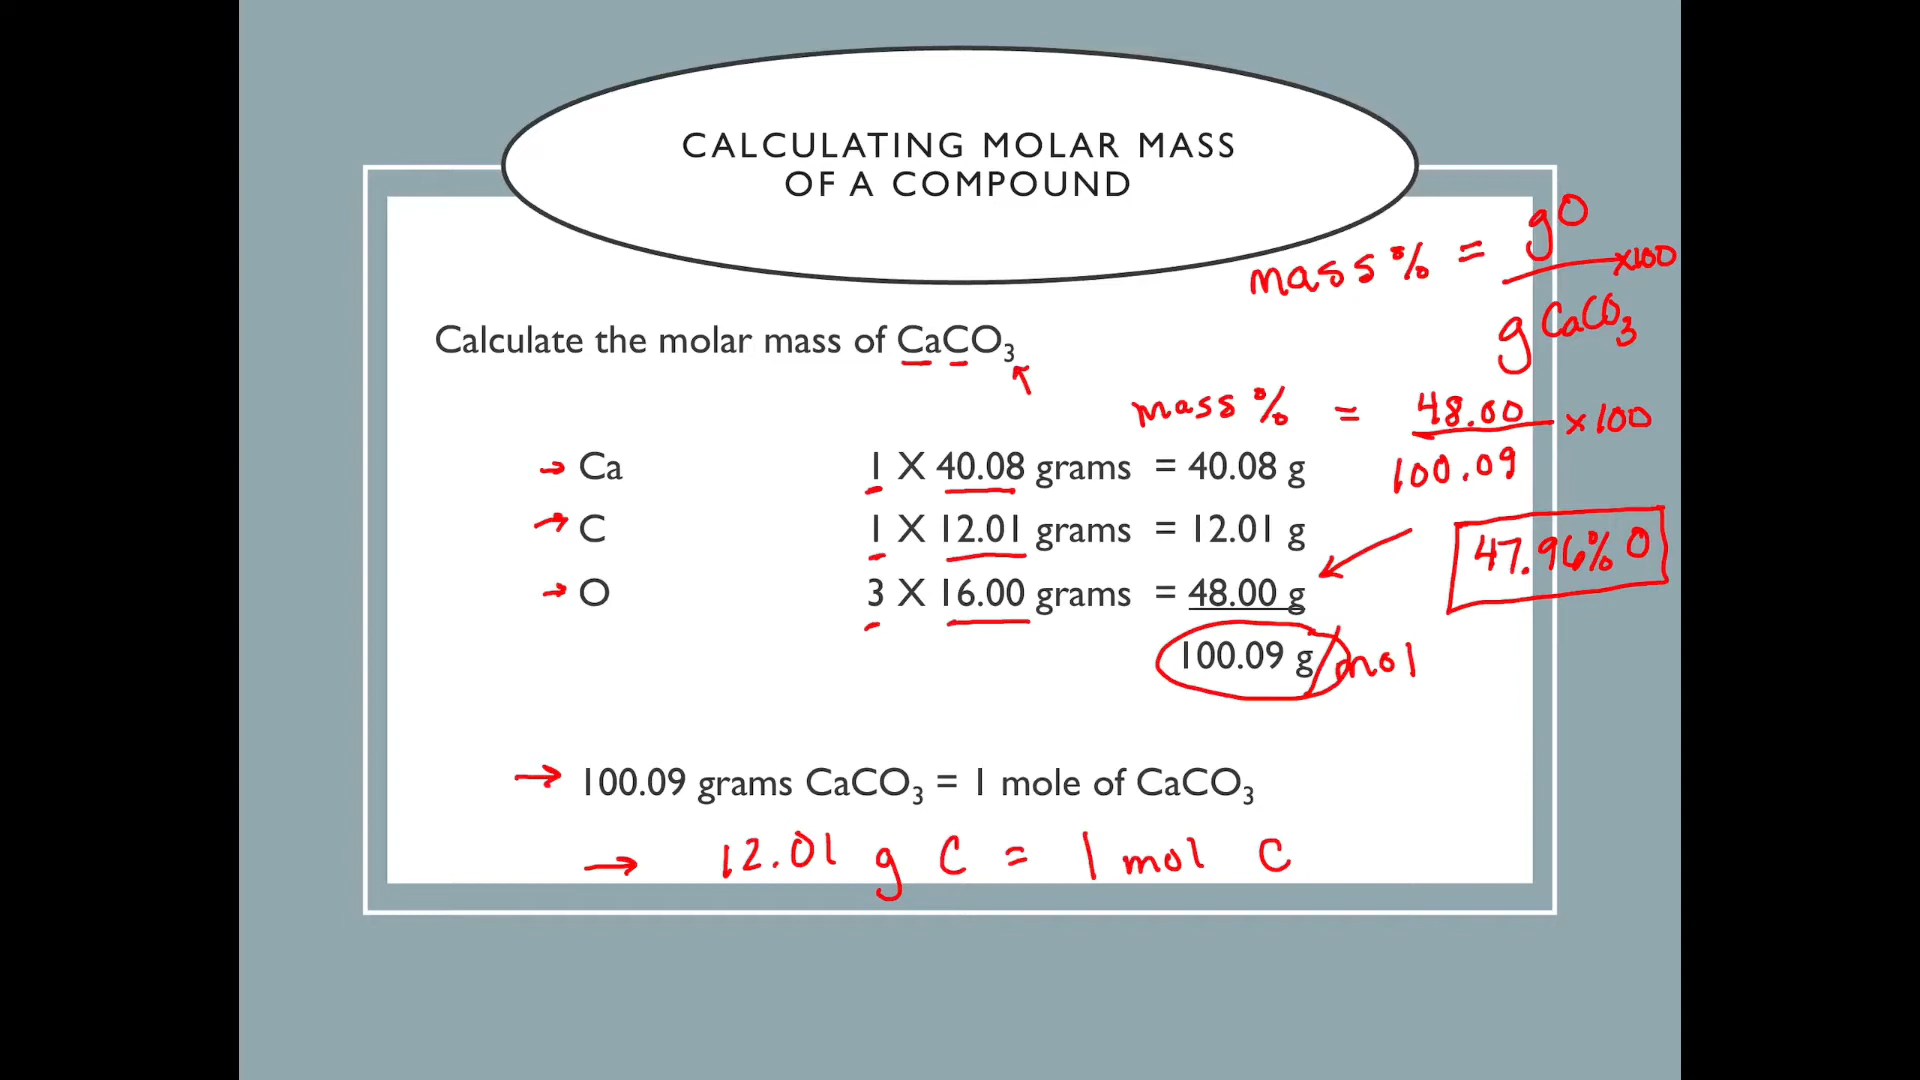 CALCULATING MOLAR MASS
OF A COMPOUND
mass % = g O / g CaCO₃ x100
Calculate the molar mass of CaCO₃
mass % = 48.00 / 100.09 x 100
→ Ca 1 X 40.08 grams = 40.08 g
→ C 1 X 12.01 grams = 12.01 g
47.96% O
→ O 3 X 16.00 grams = 48.00 g
100.09 g/mol
→ 100.09 grams CaCO₃ = 1 mole of CaCO₃
→ 12.01 g C = 1 mol C